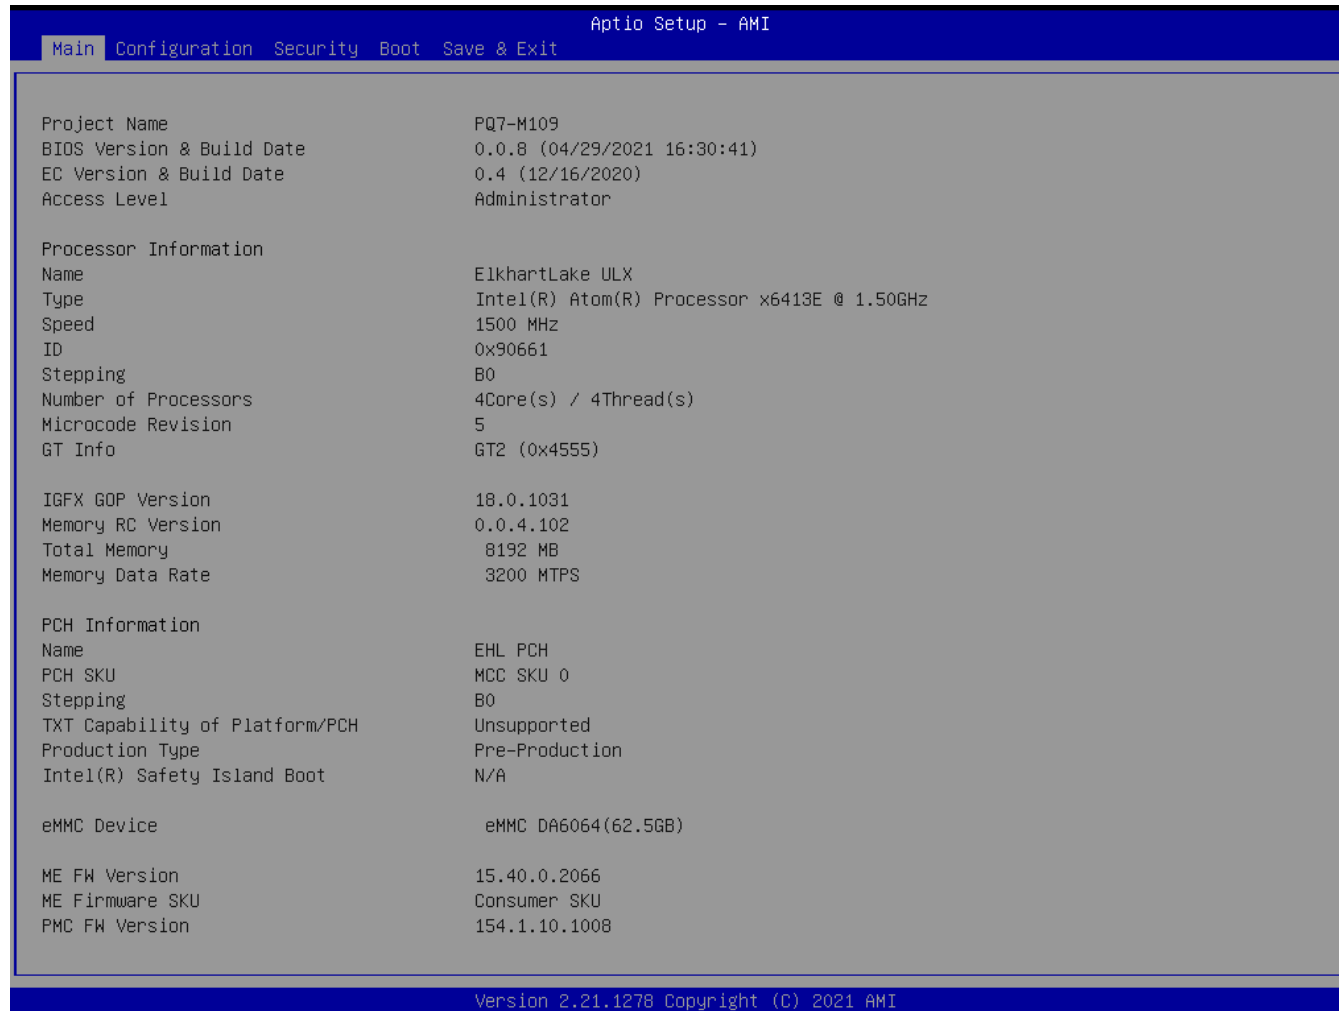 Aptio Setup - AMI
Main Configuration Security Boot Save & Exit
Project Name PQ7-M109
BIOS Version & Build Date 0.0.8 (04/29/2021 16:30:41)
EC Version & Build Date 0.4 (12/16/2020)
Access Level Administrator
Processor Information
Name ElkhartLake ULX
Type Intel(R) Atom(R) Processor x6413E @ 1.50GHz
Speed 1500 MHz
ID 0x90661
Stepping B0
Number of Processors 4Core(s) / 4Thread(s)
Microcode Revision 5
GT Info GT2 (0x4555)
IGFX GOP Version 18.0.1031
Memory RC Version 0.0.4.102
Total Memory 8192 MB
Memory Data Rate 3200 MTPS
PCH Information
Name EHL PCH
PCH SKU MCC SKU 0
Stepping B0
TXT Capability of Platform/PCH Unsupported
Production Type Pre-Production
Intel(R) Safety Island Boot N/A
eMMC Device eMMC DA6064(62.5GB)
ME FW Version 15.40.0.2066
ME Firmware SKU Consumer SKU
PMC FW Version 154.1.10.1008
Version 2.21.1278 Copyright (C) 2021 AMI